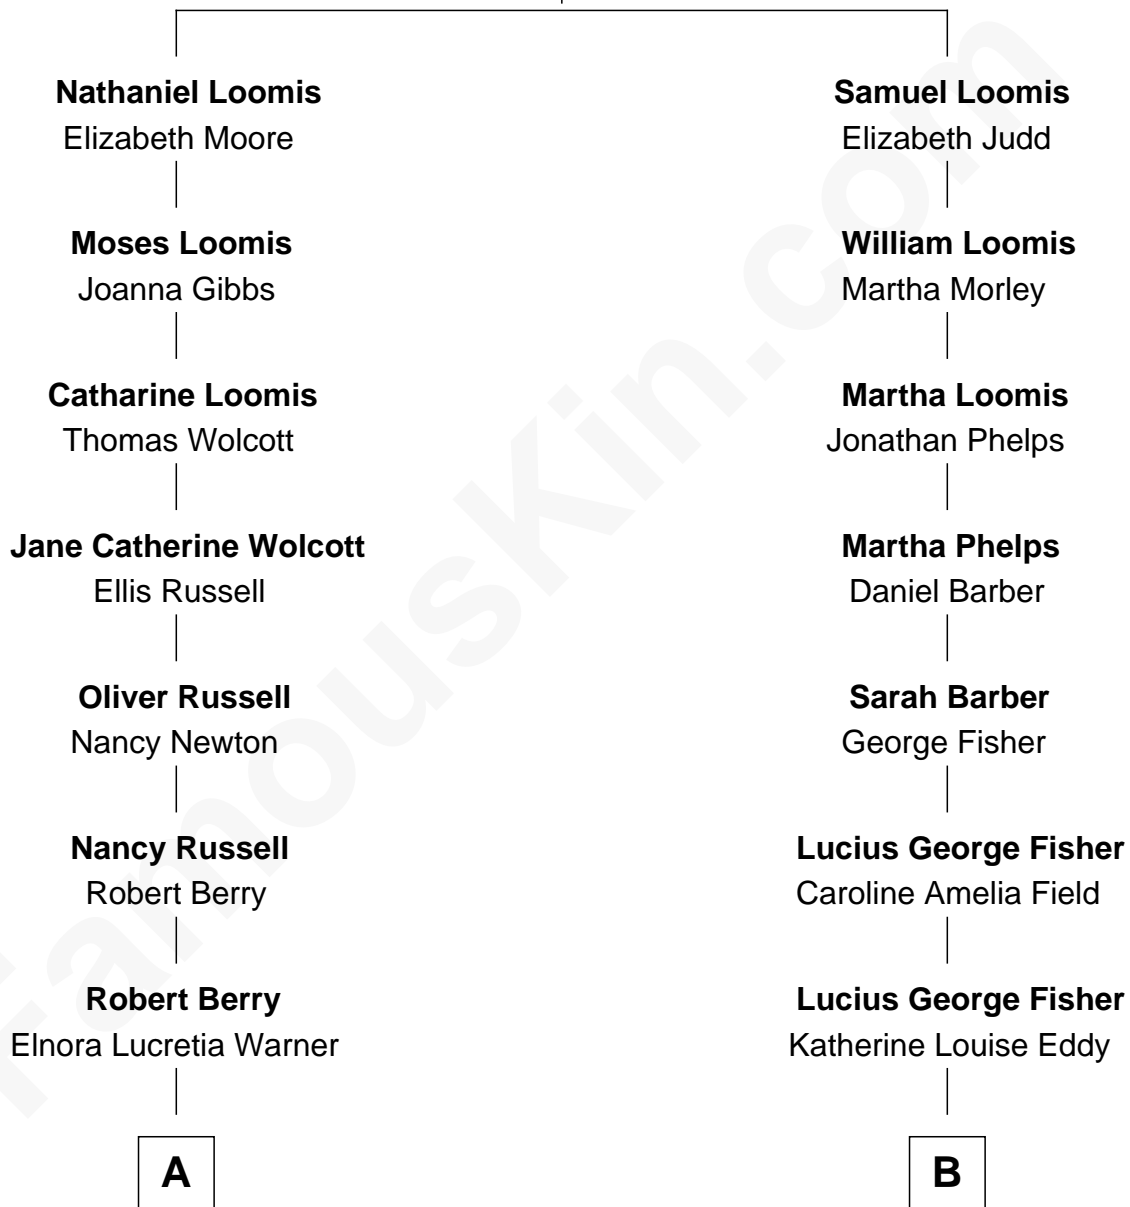 Nathaniel Loomis
Elizabeth Moore
Moses Loomis
Joanna Gibbs
Catharine Loomis
Thomas Wolcott
Jane Catherine Wolcott
Ellis Russell
Oliver Russell
Nancy Newton
Nancy Russell
Robert Berry
Robert Berry
Elnora Lucretia Warner
A
Samuel Loomis
Elizabeth Judd
William Loomis
Martha Morley
Martha Loomis
Jonathan Phelps
Martha Phelps
Daniel Barber
Sarah Barber
George Fisher
Lucius George Fisher
Caroline Amelia Field
Lucius George Fisher
Katherine Louise Eddy
B
FamousKin.com